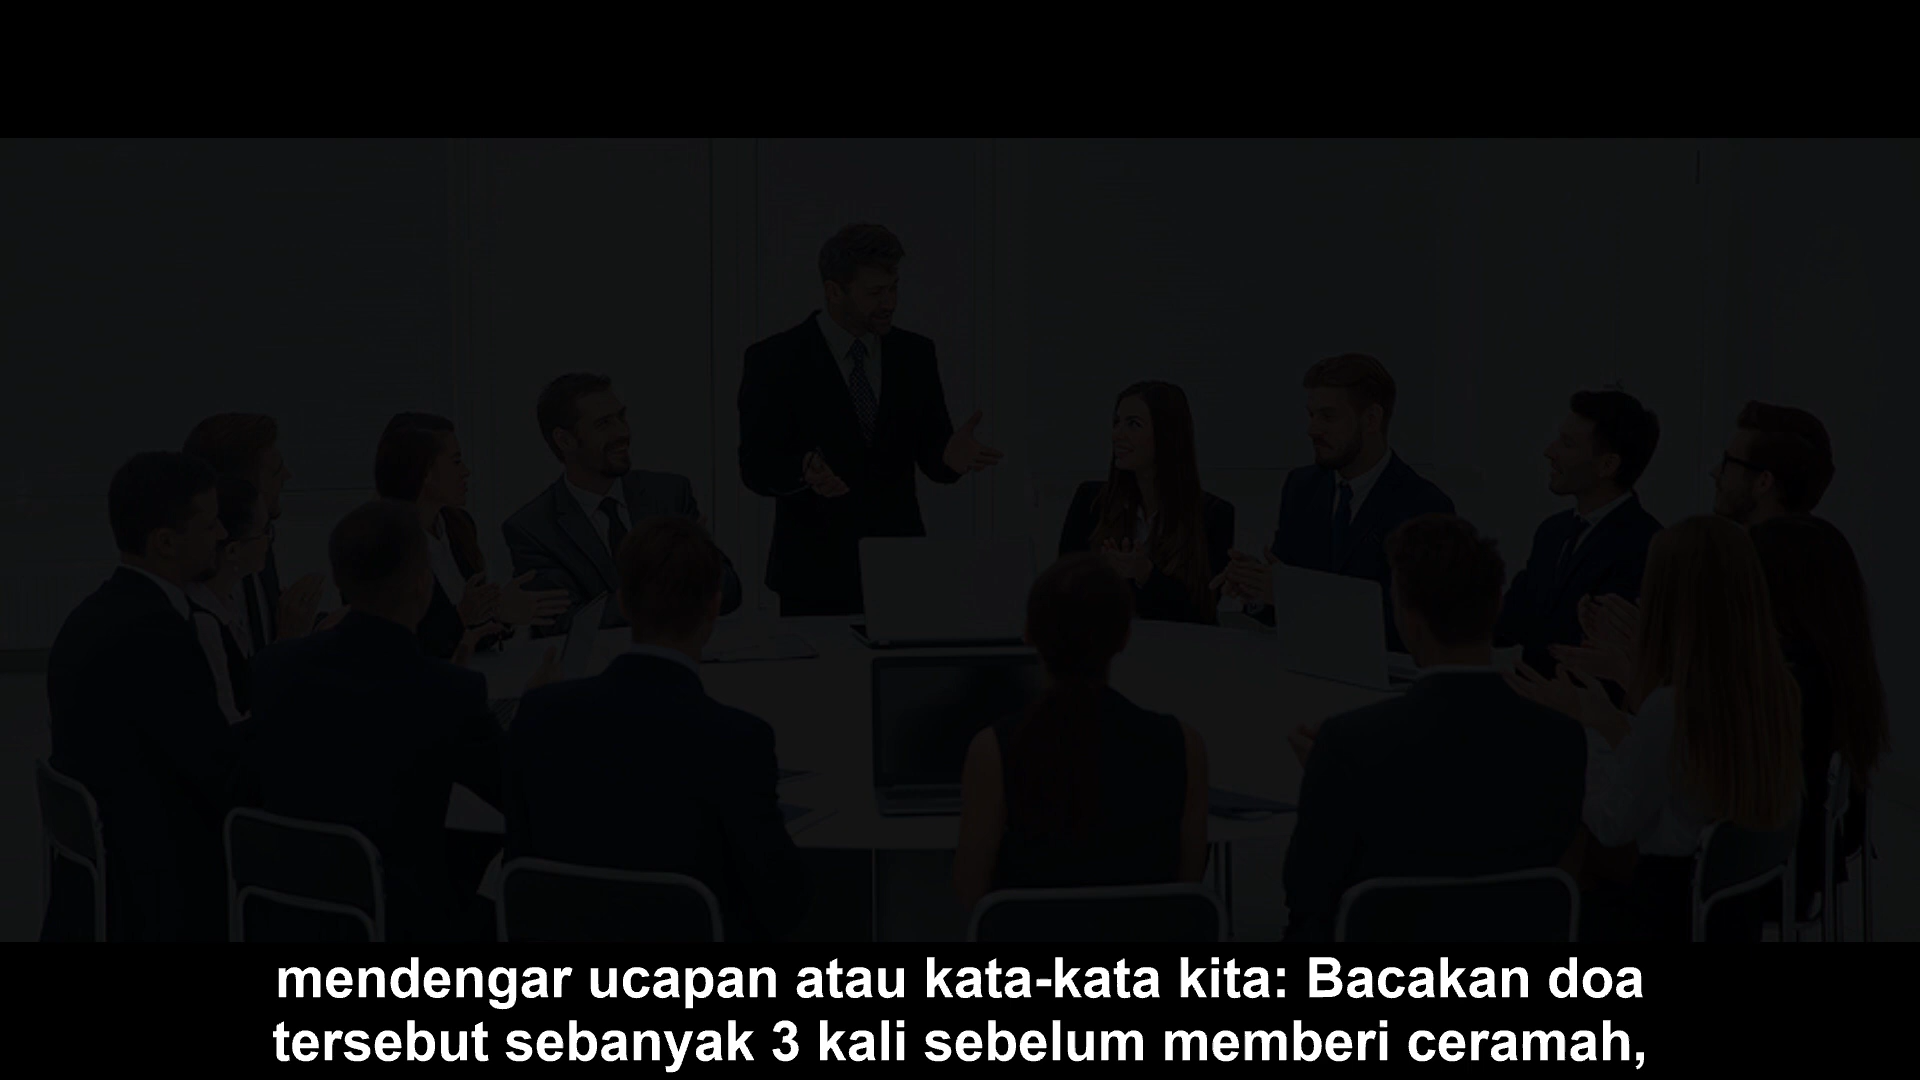 mendengar ucapan atau kata-kata kita: Bacakan doa
tersebut sebanyak 3 kali sebelum memberi ceramah,